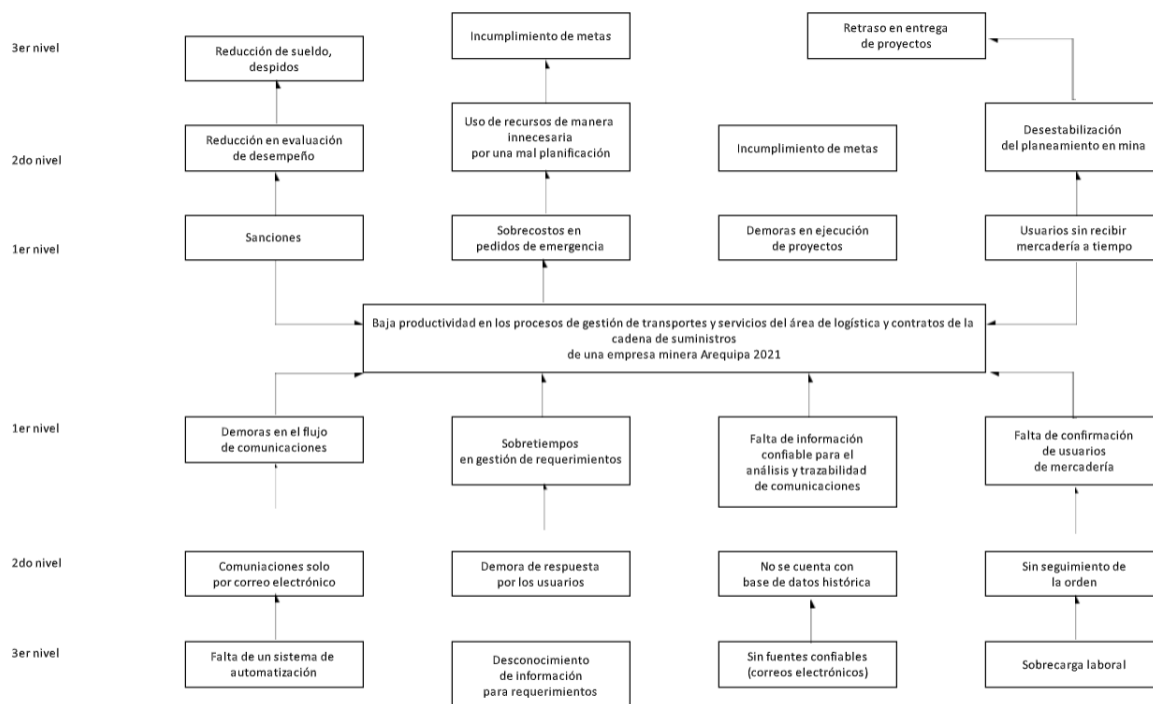 3er nivel
Reducción de sueldo,
despidos
Incumplimiento de metas
Retraso en entrega
de proyectos
2do nivel
Reducción en evaluación
de desempeño
Uso de recursos de manera
innecesaria
por una mal planificación
Incumplimiento de metas
Desestabilización
del planeamiento en mina
1er nivel
Sanciones
Sobrecostos en
pedidos de emergencia
Demoras en ejecución
de proyectos
Usuarios sin recibir
mercadería a tiempo
Baja productividad en los procesos de gestión de transportes y servicios del área de logística y contratos de la
cadena de suministros
de una empresa minera Arequipa 2021
1er nivel
Demoras en el flujo
de comunicaciones
Sobretiempos
en gestión de requerimientos
Falta de información
confiable para el
análisis y trazabilidad
de comunicaciones
Falta de confirmación
de usuarios
de mercadería
2do nivel
Comuniaciones solo
por correo electrónico
Demora de respuesta
por los usuarios
No se cuenta con
base de datos histórica
Sin seguimiento de
la orden
3er nivel
Falta de un sistema de
automatización
Desconocimiento
de información
para requerimientos
Sin fuentes confiables
(correos electrónicos)
Sobrecarga laboral